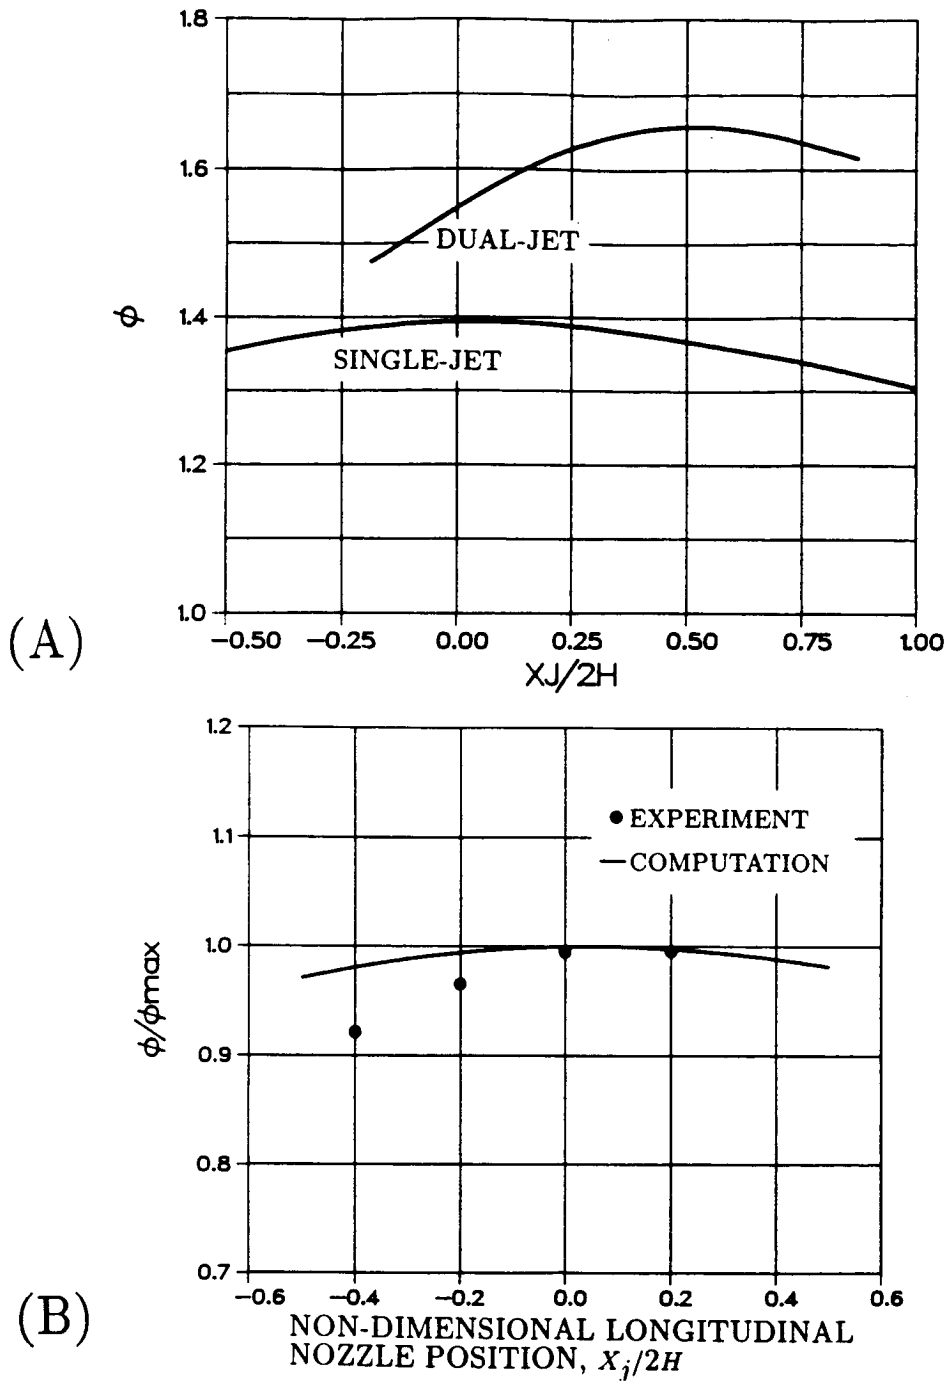 1.8
1.6
DUAL-JET
ϕ
1.4
SINGLE-JET
1.2
1.0
−0.50 −0.25 0.00 0.25 0.50 0.75 1.00
(A)
XJ/2H
1.2
● EXPERIMENT
1.1
— COMPUTATION
1.0
ϕ/ϕmax
0.9
0.8
0.7
−0.6 −0.4 −0.2 0.0 0.2 0.4 0.6
(B)
NON-DIMENSIONAL LONGITUDINAL
NOZZLE POSITION, Xj/2H